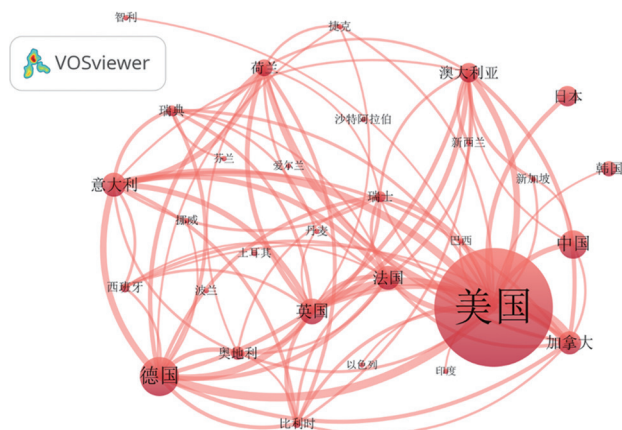 智利
捷克
VOSviewer
荷兰
澳大利亚
日本
瑞典
沙特阿拉伯
新西兰
芬兰
爱尔兰
韩国
意大利
新加坡
瑞士
挪威
丹麦
巴西
中国
土耳其
西班牙
波兰
法国
美国
英国
加拿大
奥地利
以色列
印度
德国
比利时